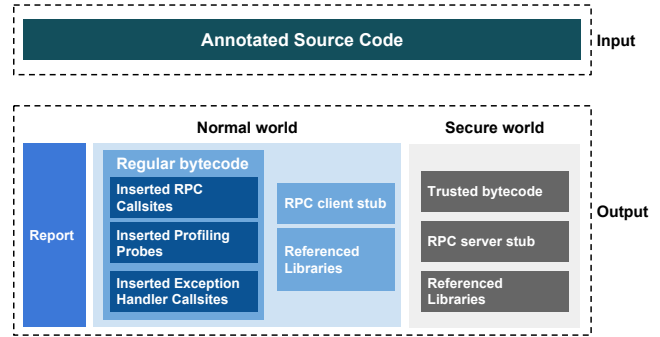 Annotated Source Code
Input
Normal world
Secure world
Report
Regular bytecode
Inserted RPC
Callsites
Inserted Profiling
Probes
Inserted Exception
Handler Callsites
RPC client stub
Referenced
Libraries
Trusted bytecode
RPC server stub
Referenced
Libraries
Output